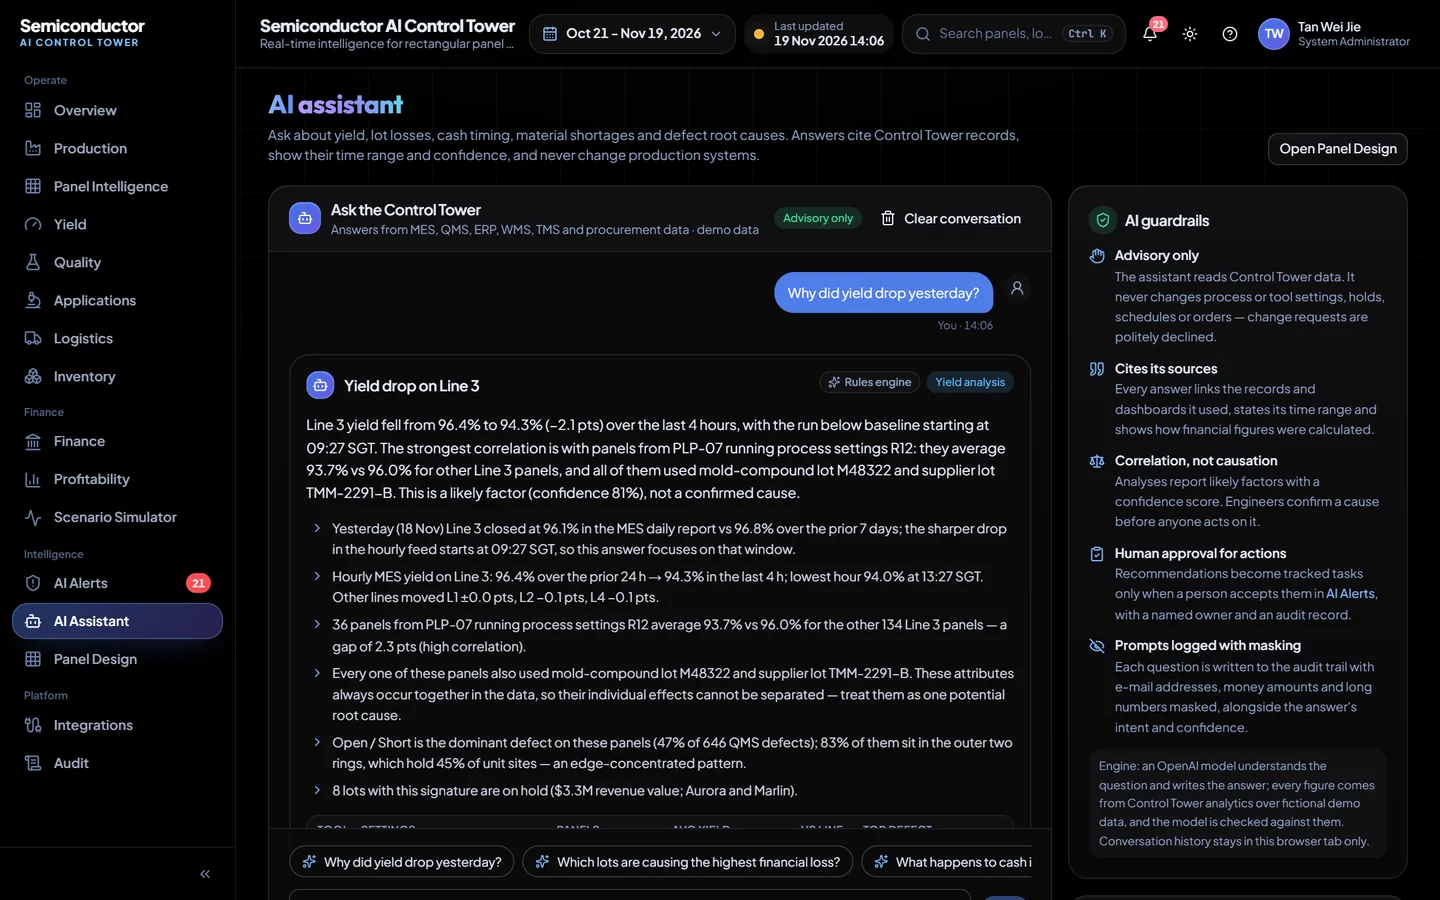 Semiconductor
AI CONTROL TOWER
Operate
Overview
Production
Panel Intelligence
Yield
Quality
Applications
Logistics
Inventory
Finance
Finance
Profitability
Scenario Simulator
Intelligence
AI Alerts
21
AI Assistant
Panel Design
Platform
Integrations
Audit
Semiconductor AI Control Tower
Real-time intelligence for rectangular panel ...
Oct 21 – Nov 19, 2026
Last updated
19 Nov 2026 14:06
Search panels, lo...
Ctrl K
21
TW
Tan Wei Jie
System Administrator
AI assistant
Ask about yield, lot losses, cash timing, material shortages and defect root causes. Answers cite Control Tower records,
show their time range and confidence, and never change production systems.
Open Panel Design
Ask the Control Tower
Answers from MES, QMS, ERP, WMS, TMS and procurement data · demo data
Advisory only
Clear conversation
Why did yield drop yesterday?
You · 14:06
Yield drop on Line 3
Rules engine
Yield analysis
Line 3 yield fell from 96.4% to 94.3% (−2.1 pts) over the last 4 hours, with the run below baseline starting at
09:27 SGT. The strongest correlation is with panels from PLP-07 running process settings R12: they average
93.7% vs 96.0% for other Line 3 panels, and all of them used mold-compound lot M48322 and supplier lot
TMM-2291-B. This is a likely factor (confidence 81%), not a confirmed cause.
Yesterday (18 Nov) Line 3 closed at 96.1% in the MES daily report vs 96.8% over the prior 7 days; the sharper drop
in the hourly feed starts at 09:27 SGT, so this answer focuses on that window.
Hourly MES yield on Line 3: 96.4% over the prior 24 h → 94.3% in the last 4 h; lowest hour 94.0% at 13:27 SGT.
Other lines moved L1 ±0.0 pts, L2 −0.1 pts, L4 −0.1 pts.
36 panels from PLP-07 running process settings R12 average 93.7% vs 96.0% for the other 134 Line 3 panels — a
gap of 2.3 pts (high correlation).
Every one of these panels also used mold-compound lot M48322 and supplier lot TMM-2291-B. These attributes
always occur together in the data, so their individual effects cannot be separated — treat them as one potential
root cause.
Open / Short is the dominant defect on these panels (47% of 646 QMS defects); 83% of them sit in the outer two
rings, which hold 45% of unit sites — an edge-concentrated pattern.
8 lots with this signature are on hold ($3.3M revenue value; Aurora and Marlin).
Why did yield drop yesterday?
Which lots are causing the highest financial loss?
What happens to cash i
AI guardrails
Advisory only
The assistant reads Control Tower data. It
never changes process or tool settings, holds,
schedules or orders — change requests are
politely declined.
Cites its sources
Every answer links the records and
dashboards it used, states its time range and
shows how financial figures were calculated.
Correlation, not causation
Analyses report likely factors with a
confidence score. Engineers confirm a cause
before anyone acts on it.
Human approval for actions
Recommendations become tracked tasks
only when a person accepts them in AI Alerts,
with a named owner and an audit record.
Prompts logged with masking
Each question is written to the audit trail with
e-mail addresses, money amounts and long
numbers masked, alongside the answer's
intent and confidence.
Engine: an OpenAI model understands the
question and writes the answer; every figure comes
from Control Tower analytics over fictional demo
data, and the model is checked against them.
Conversation history stays in this browser tab only.